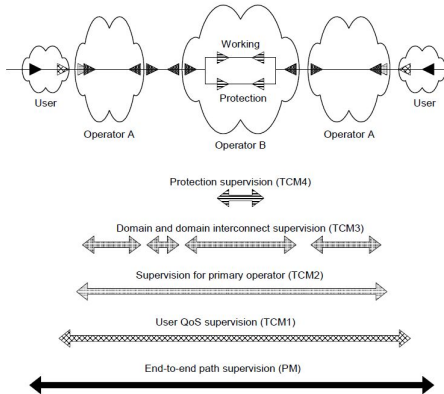 Working
Protection
User
Operator A
Operator B
Operator A
User
Protection supervision (TCM4)
Domain and domain interconnect supervision (TCM3)
Supervision for primary operator (TCM2)
User QoS supervision (TCM1)
End-to-end path supervision (PM)